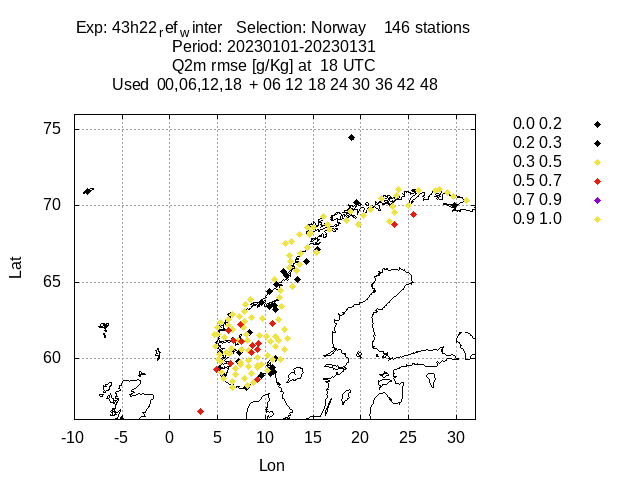 Exp: 43h22ref winter   Selection: Norway    146 stations
Period: 20230101-20230131
Q2m rmse [g/Kg] at  18 UTC
Used  00,06,12,18  + 06 12 18 24 30 36 42 48
0.0 0.2
0.2 0.3
0.3 0.5
0.5 0.7
0.7 0.9
0.9 1.0
75
70
65
60
Lat
-10 -5 0 5 10 15 20 25 30
Lon